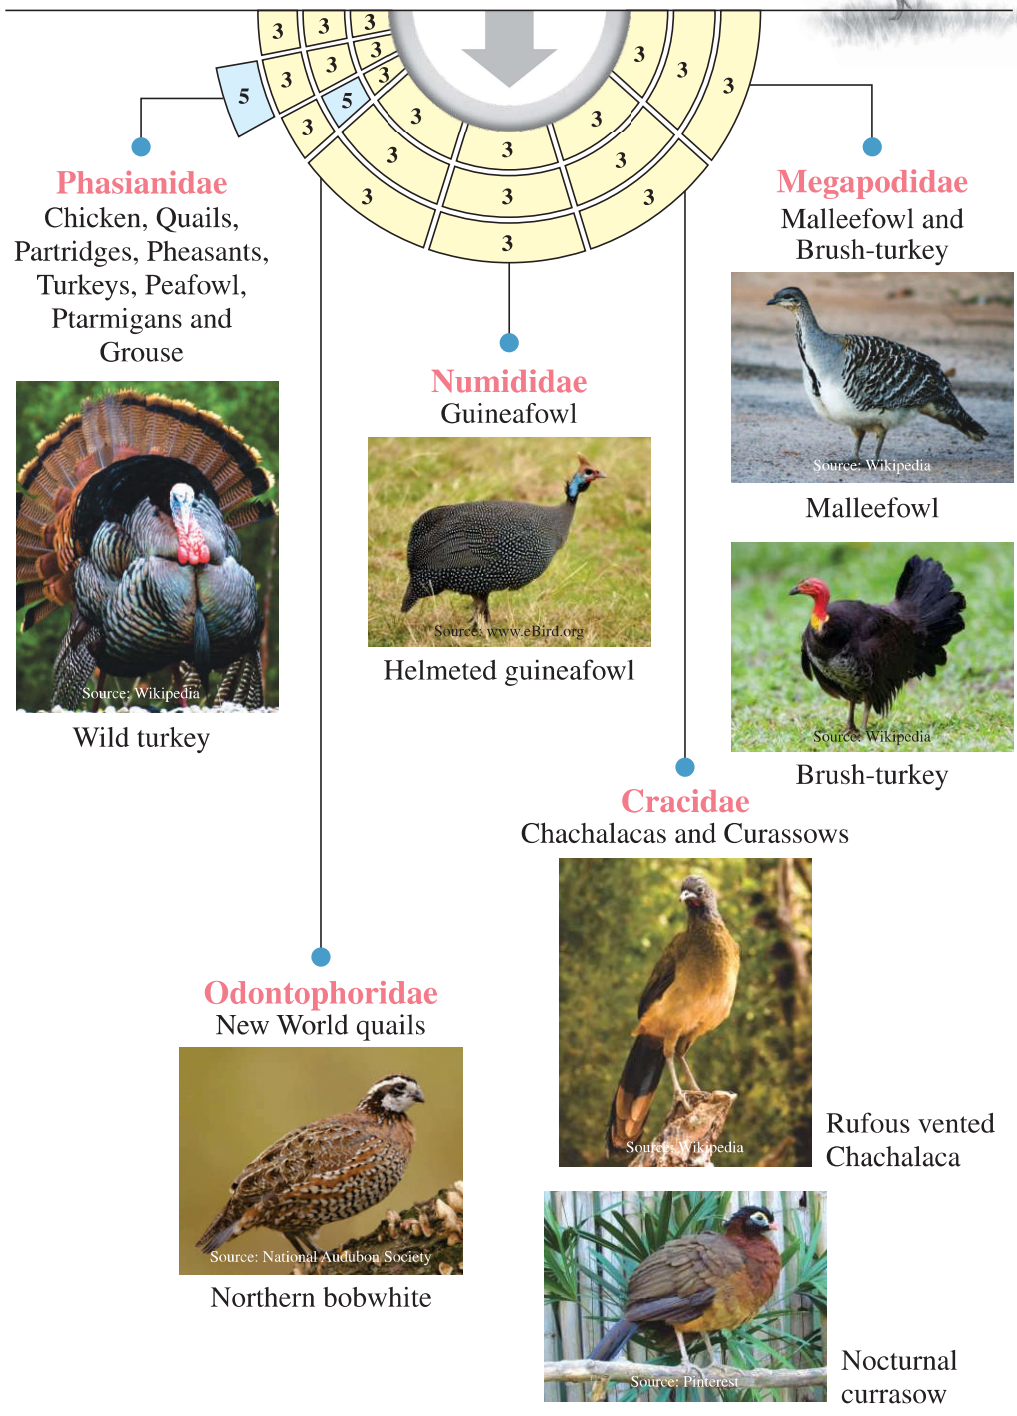 3 3 3
3 3 3
5 3 3 3
3 5
3 3 3
3 3 3
3 3 3
3 3 3
Phasianidae
Chicken, Quails,
Partridges, Pheasants,
Turkeys, Peafowl,
Ptarmigans and
Grouse
Source: Wikipedia
Wild turkey
Numididae
Guineafowl
Source: www.eBird.org
Helmeted guineafowl
Megapodidae
Malleefowl and
Brush-turkey
Source: Wikipedia
Malleefowl
Source: Wikipedia
Brush-turkey
Cracidae
Chachalacas and Curassows
Source: Wikipedia
Rufous vented
Chachalaca
Odontophoridae
New World quails
Source: National Audubon Society
Northern bobwhite
Source: Pinterest
Nocturnal
currasow